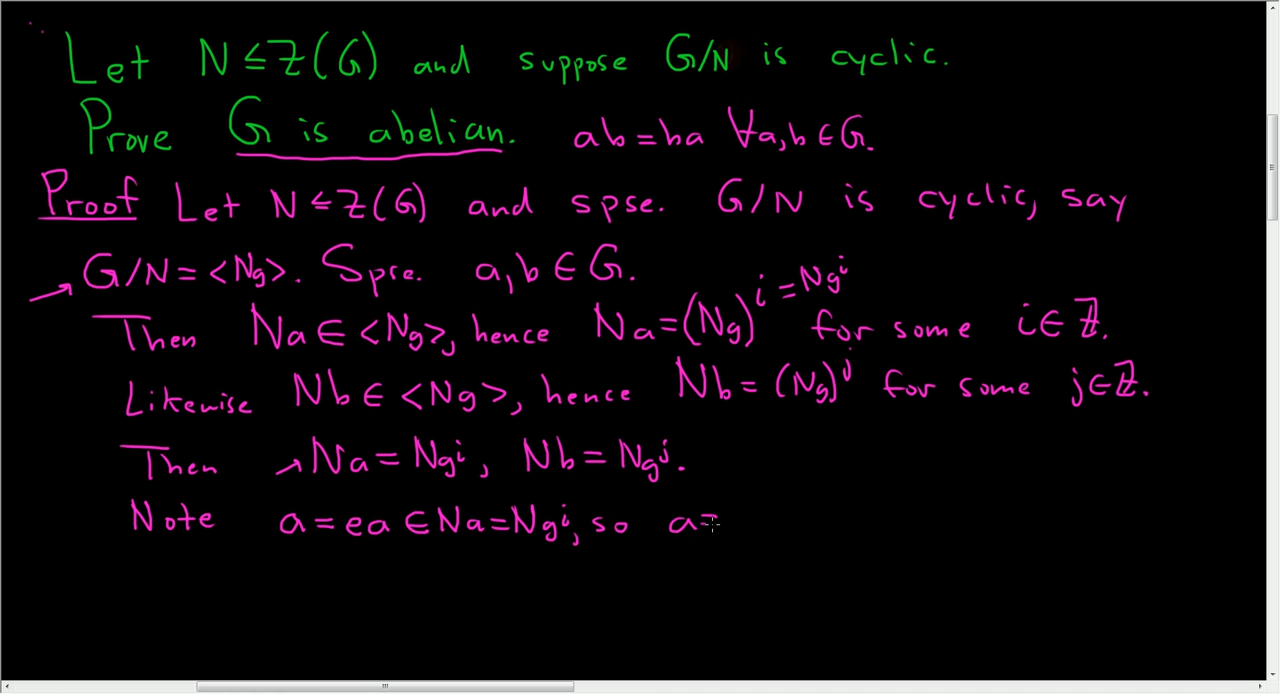 Let N ≤ Z(G) and suppose G/N is cyclic.
Prove G is abelian. ab = ba ∀a,b ∈ G.
Proof Let N ≤ Z(G) and spse. G/N is cyclic, say
G/N = <Ng>. Spse. a,b ∈ G.
Then Na ∈ <Ng>, hence Na = (Ng)^i = Ng^i for some i ∈ ℤ.
Likewise Nb ∈ <Ng>, hence Nb = (Ng)^j for some j ∈ ℤ.
Then → Na = Ng^i, Nb = Ng^j.
Note a = ea ∈ Na = Ng^i, so a =